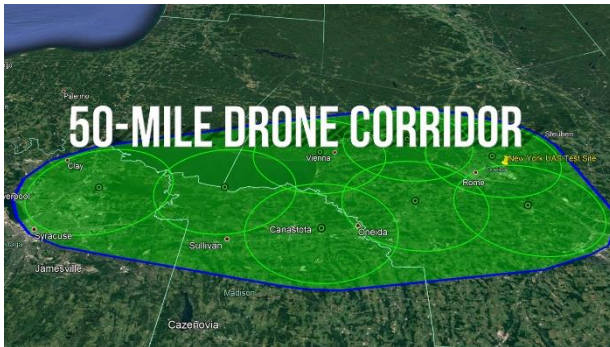 Palermo
50-MILE DRONE CORRIDOR
Steuben
Clay
Vienna
New York UAS Test Site
Rome
Syracuse
Canastota
Oneida
Sullivan
Jamesville
Madison
Cazenovia